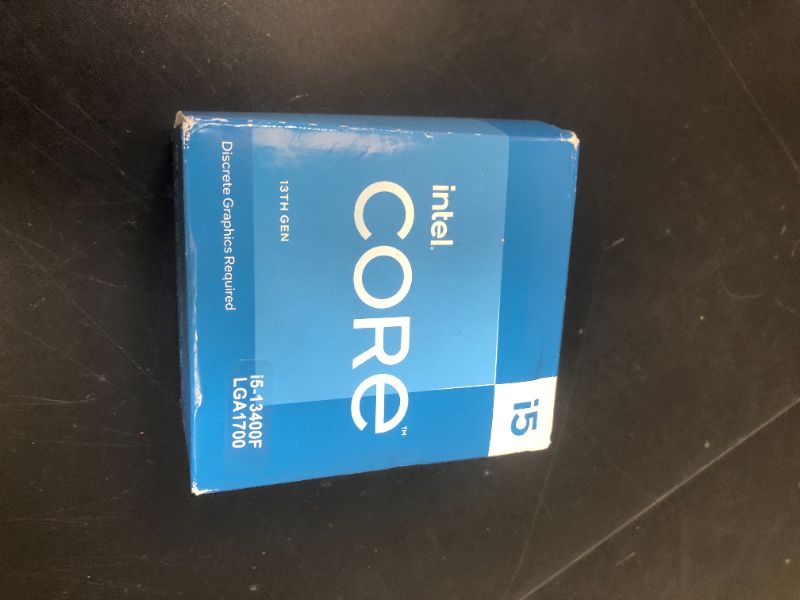 i5
intel.
CORe™
13TH GEN
Discrete Graphics Required
i5-13400F
LGA1700